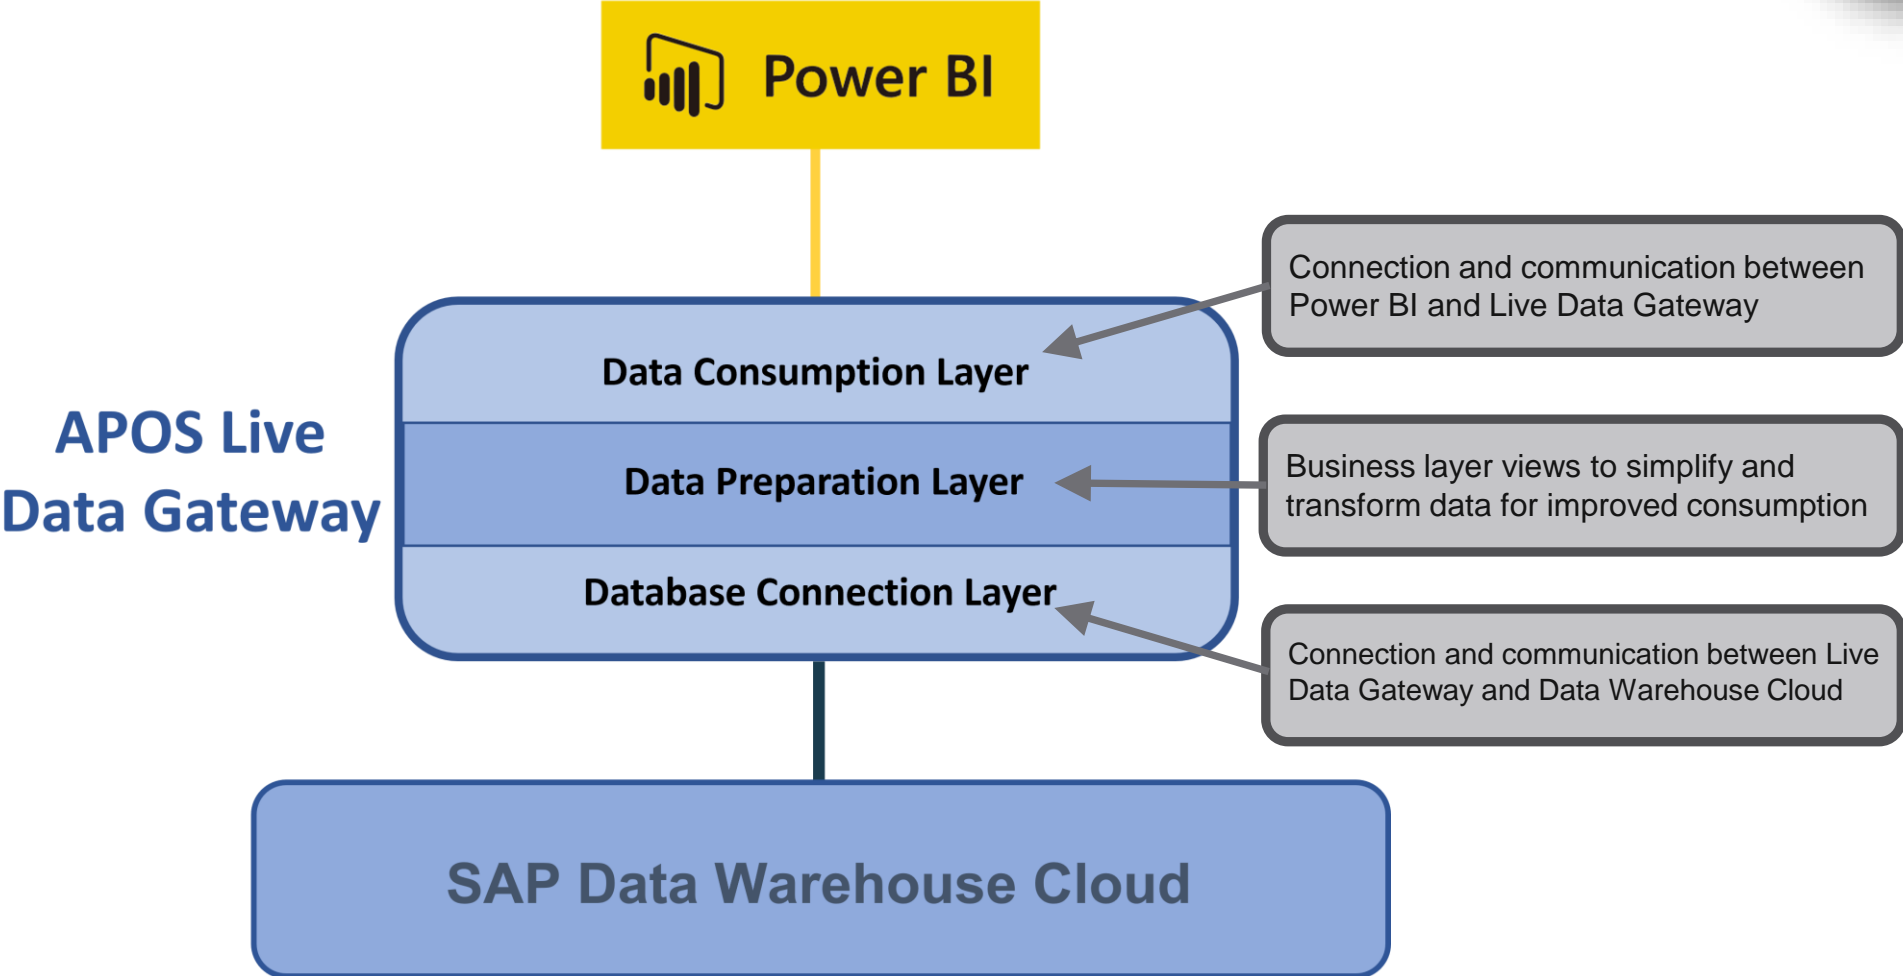 Power BI
Connection and communication between
Power BI and Live Data Gateway
Data Consumption Layer
APOS Live
Data Gateway
Data Preparation Layer
Business layer views to simplify and
transform data for improved consumption
Database Connection Layer
Connection and communication between Live
Data Gateway and Data Warehouse Cloud
SAP Data Warehouse Cloud